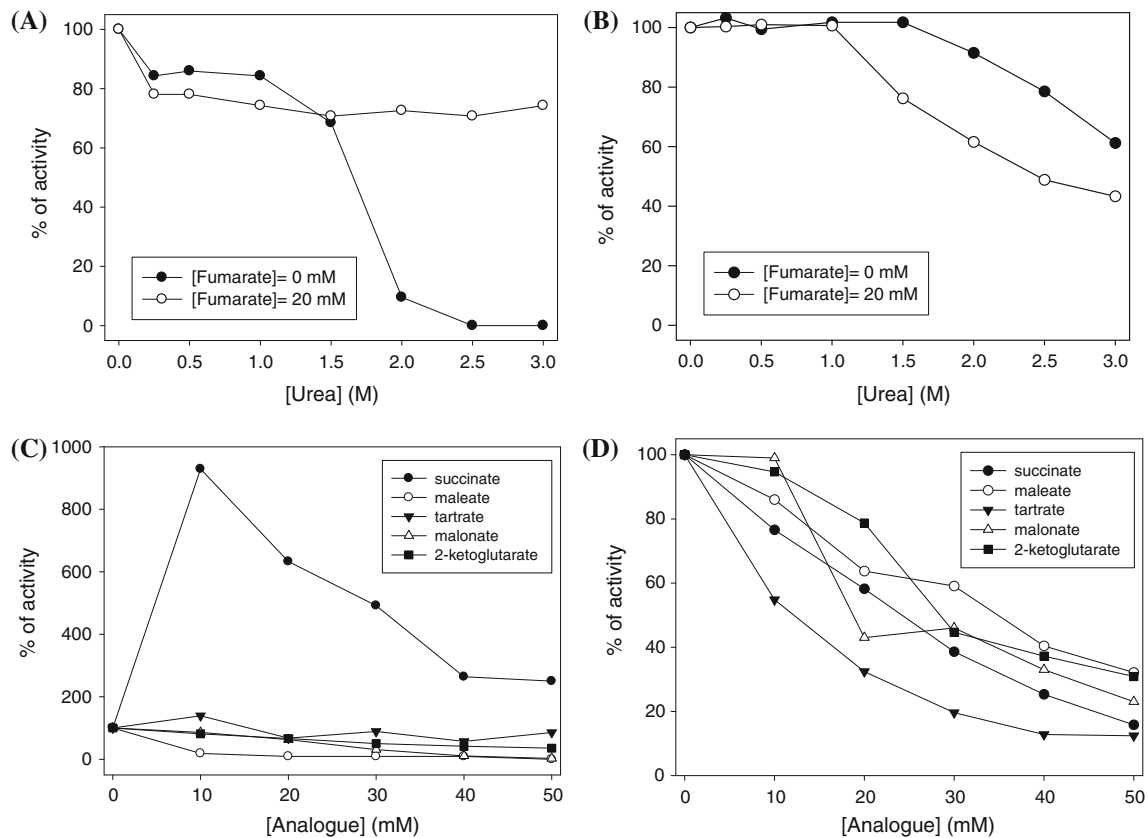 (A)
100
80
60
40
20
0
% of activity
[Fumarate]= 0 mM
[Fumarate]= 20 mM
0.0 0.5 1.0 1.5 2.0 2.5 3.0
[Urea] (M)
(B)
100
80
60
40
20
0
% of activity
[Fumarate]= 0 mM
[Fumarate]= 20 mM
0.0 0.5 1.0 1.5 2.0 2.5 3.0
[Urea] (M)
(C)
1000
800
600
400
200
0
% of activity
succinate
maleate
tartrate
malonate
2-ketoglutarate
0 10 20 30 40 50
[Analogue] (mM)
(D)
100
80
60
40
20
0
% of activity
succinate
maleate
tartrate
malonate
2-ketoglutarate
0 10 20 30 40 50
[Analogue] (mM)